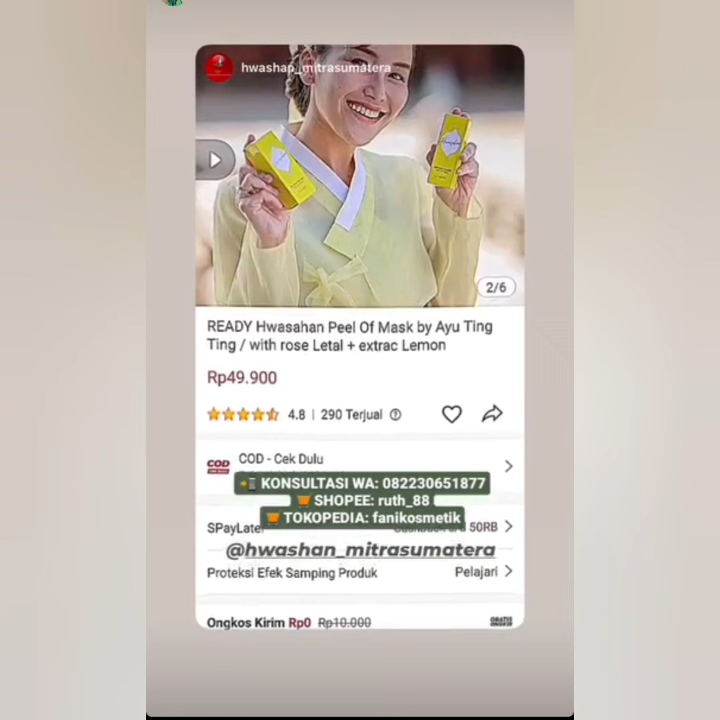 hwashan_mitrasumatera
2/6
READY Hwasahan Peel Of Mask by Ayu Ting
Ting / with rose Letal + extrac Lemon
Rp49.900
4.8 | 290 Terjual
COD
COD - Cek Dulu
📲 KONSULTASI WA: 082230651877
🛒 SHOPEE: ruth_88
🛒 TOKOPEDIA: fanikosmetik
SPayLater 50RB
@hwashan_mitrasumatera
Proteksi Efek Samping Produk Pelajari
Ongkos Kirim Rp0 Rp10.000